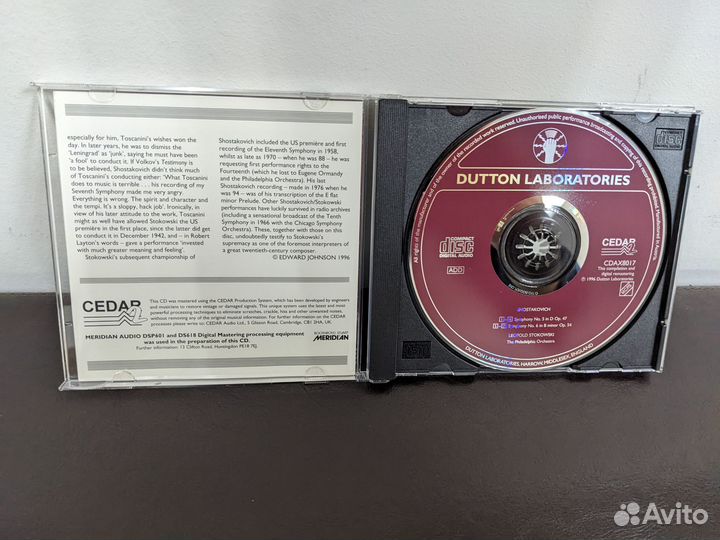 especially for him, Toscanini's wishes won the
day. In later years, he was to dismiss the
'Leningrad' as 'junk', saying he must have been
'a fool' to conduct it. If Volkov's Testimony is
to be believed, Shostakovich didn't think much
of Toscanini's conducting either: 'What Toscanini
does to music is terrible . . . his recording of my
Seventh Symphony made me very angry.
Everything is wrong. The spirit and character and
the tempi. It's a sloppy, hack job'. Ironically, in
view of his later attitude to the work, Toscanini
might as well have allowed Stokowski the US
première in the first place, since the latter did get
to conduct it in December 1942, and – in Robert
Layton's words – gave a performance 'invested
with much greater meaning and feeling'.
Stokowski's subsequent championship of
Shostakovich included the US première and first
recording of the Eleventh Symphony in 1958,
whilst as late as 1970 – when he was 88 – he was
requesting first performance rights to the
Fourteenth (which he lost to Eugene Ormandy
and the Philadelphia Orchestra). His last
Shostakovich recording – made in 1976 when he
was '94 – was of his transcription of the E flat
minor Prelude. Other Shostakovich/Stokowski
performances have luckily survived in radio archives
(including a sensational broadcast of the Tenth
Symphony in 1966 with the Chicago Symphony
Orchestra). These, together with those on this
disc, undoubtedly testify to Stokowski's
supremacy as one of the foremost interpreters of
a great twentieth-century composer.
© EDWARD JOHNSON 1996
CEDAR
This CD was mastered using the CEDAR Production System, which has been developed by engineers
and musicians to restore vintage or damaged signals. This unique system uses the latest and most
powerful processing techniques to eliminate scratches, crackle, hiss and other unwanted noises,
without removing any of the original musical information. For further information on the CEDAR
processes please write to: CEDAR Audio Ltd., 5 Glisson Road, Cambridge, CB1 2HA, UK.
MERIDIAN AUDIO DSP601 and DS618 Digital Mastering processing equipment
was used in the preparation of this CD.
Further information: 13 Clifton Road, Huntingdon PE18 7EJ.
BOOTHROYD STUART
MERIDIAN
DUTTON LABORATORIES
COMPACT
disc
DIGITAL AUDIO
ADD
CEDAR
CDAX8017
This compilation and
digital remastering
℗ 1996 Dutton Laboratories
SHOSTAKOVICH
Symphony No. 5 in D Op. 47
Symphony No. 6 in B minor Op. 54
LEOPOLD STOKOWSKI
The Philadelphia Orchestra
DUTTON LABORATORIES, HARROW, MIDDLESEX, ENGLAND
Avito